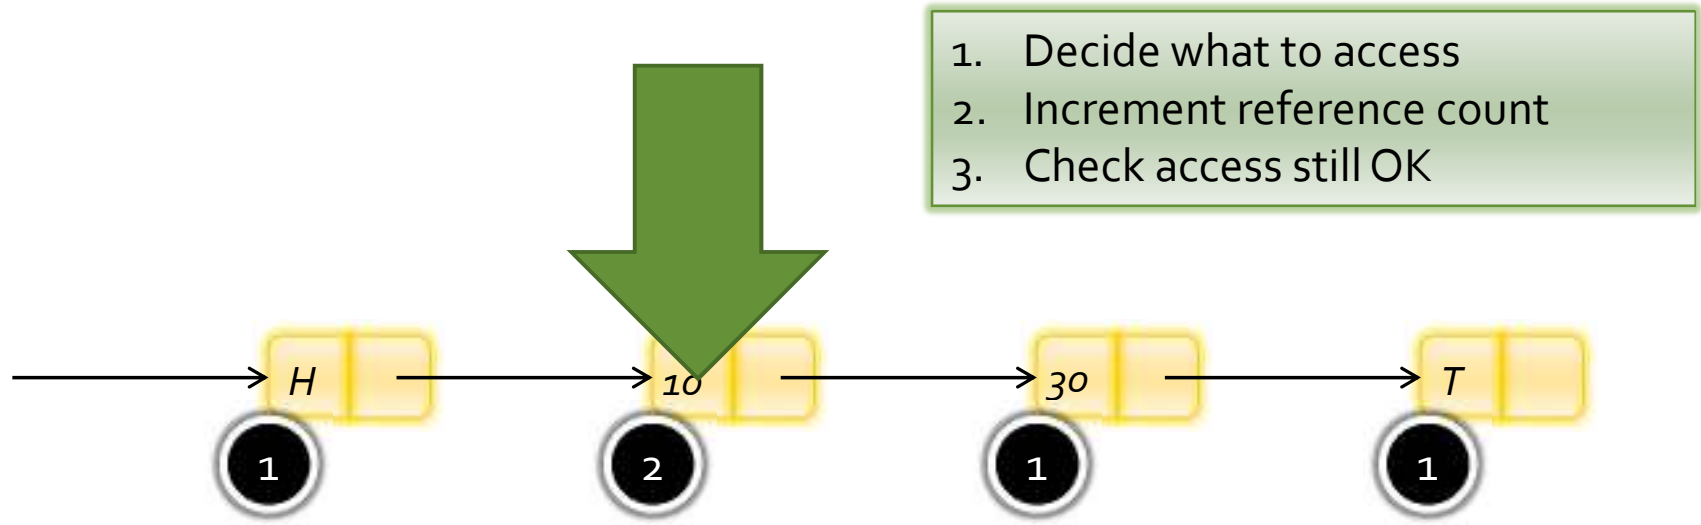 1. Decide what to access
2. Increment reference count
3. Check access still OK
H 10 30 T
1 2 1 1